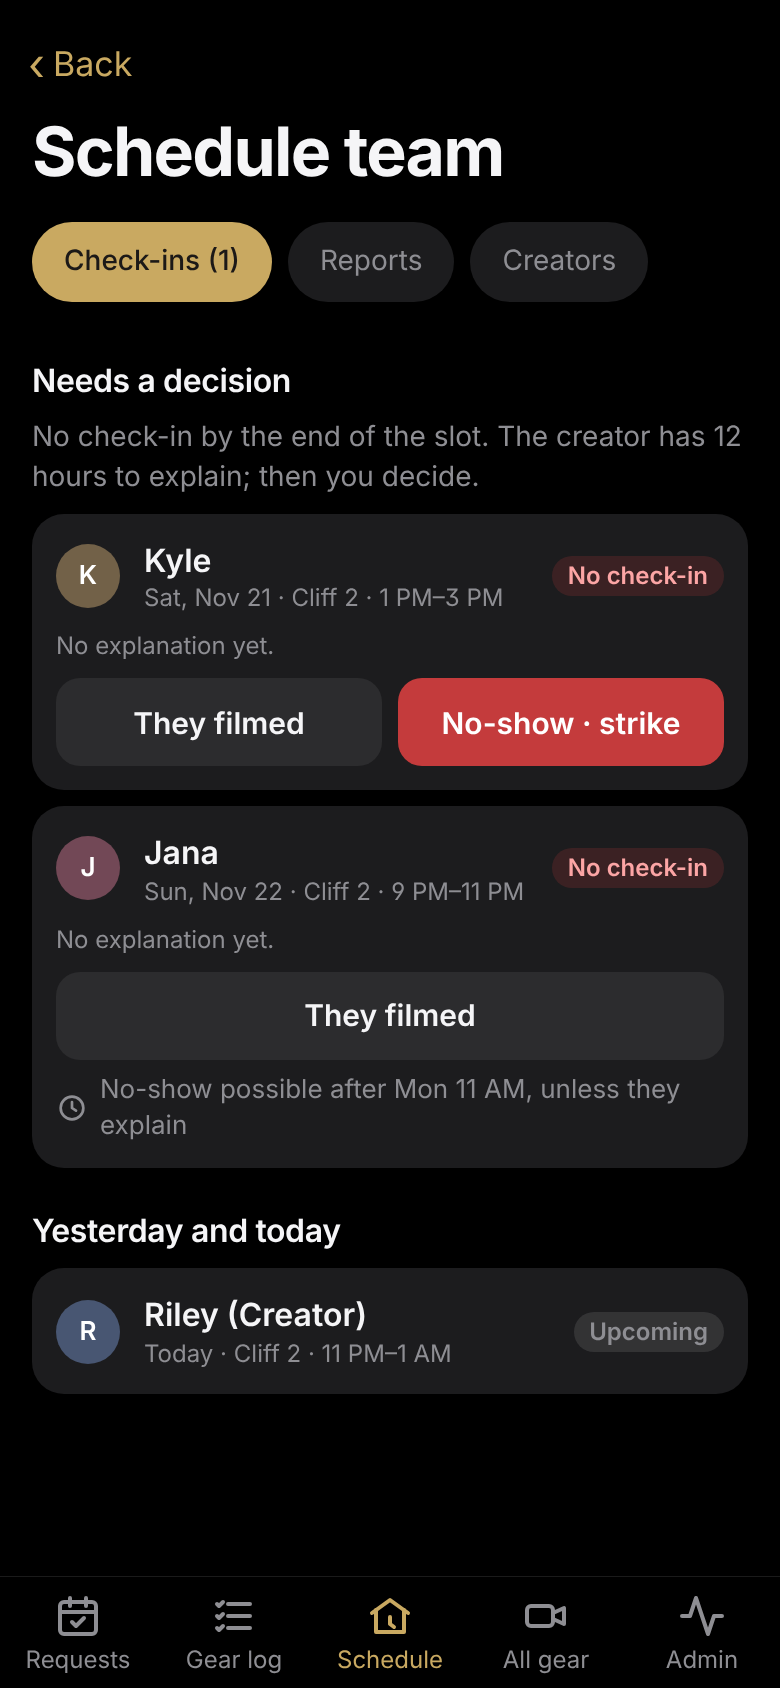 Back
Schedule team
Check-ins (1)
Reports
Creators
Needs a decision
No check-in by the end of the slot. The creator has 12
hours to explain; then you decide.
K
Kyle
Sat, Nov 21 · Cliff 2 · 1 PM–3 PM
No check-in
No explanation yet.
They filmed
No-show · strike
J
Jana
Sun, Nov 22 · Cliff 2 · 9 PM–11 PM
No check-in
No explanation yet.
They filmed
No-show possible after Mon 11 AM, unless they
explain
Yesterday and today
R
Riley (Creator)
Today · Cliff 2 · 11 PM–1 AM
Upcoming
Requests
Gear log
Schedule
All gear
Admin